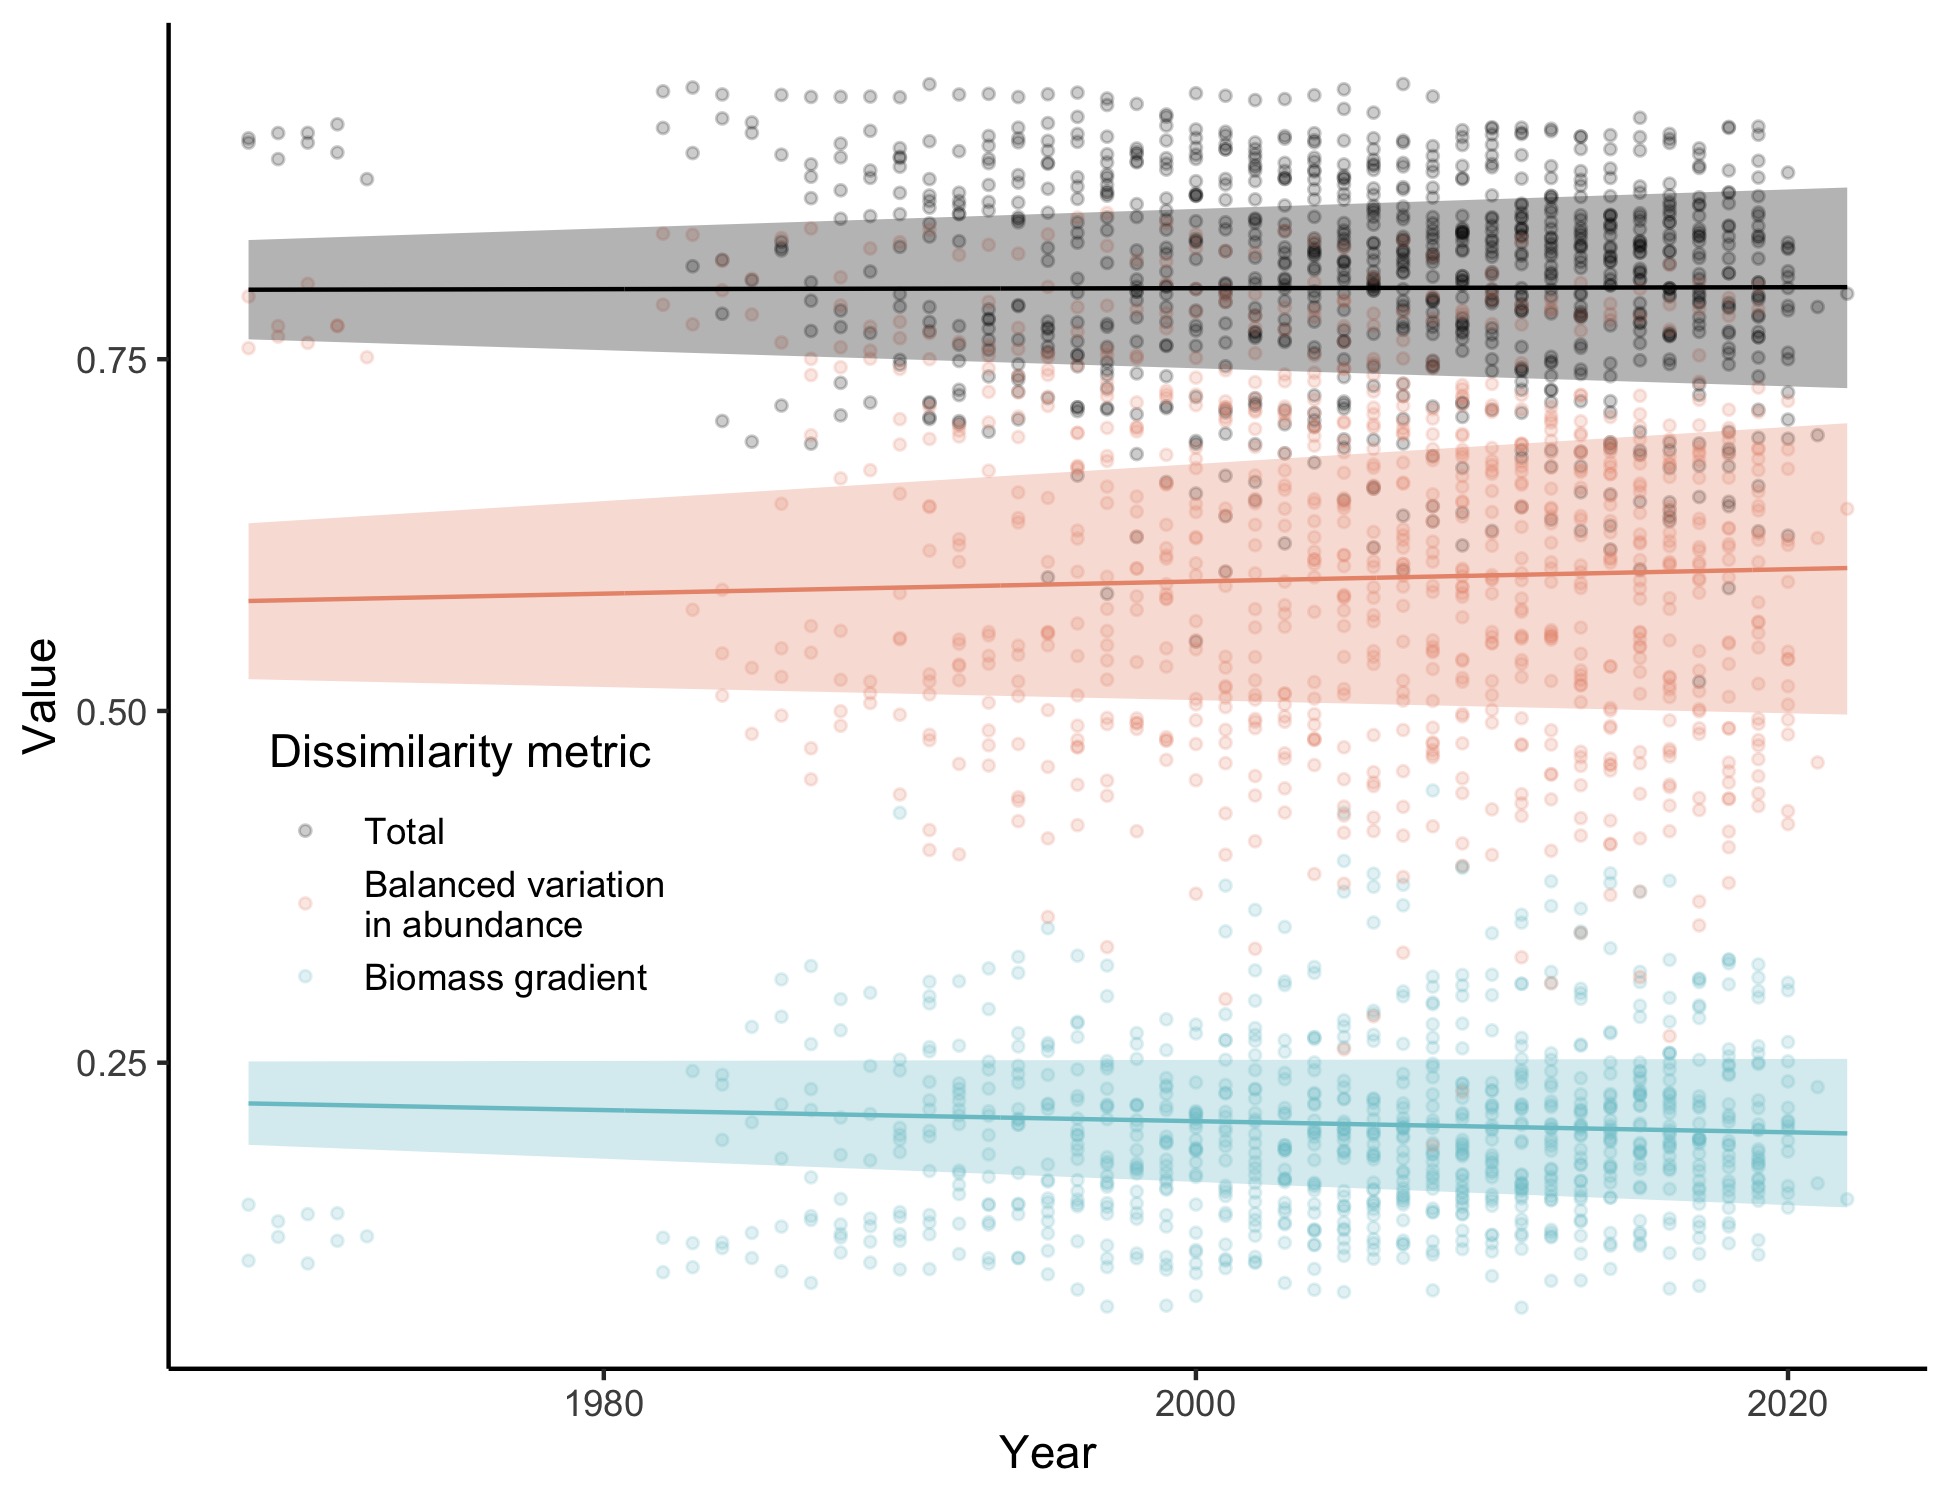 Value
0.75
0.50
0.25
Dissimilarity metric
Total
Balanced variation
in abundance
Biomass gradient
1980
2000
2020
Year